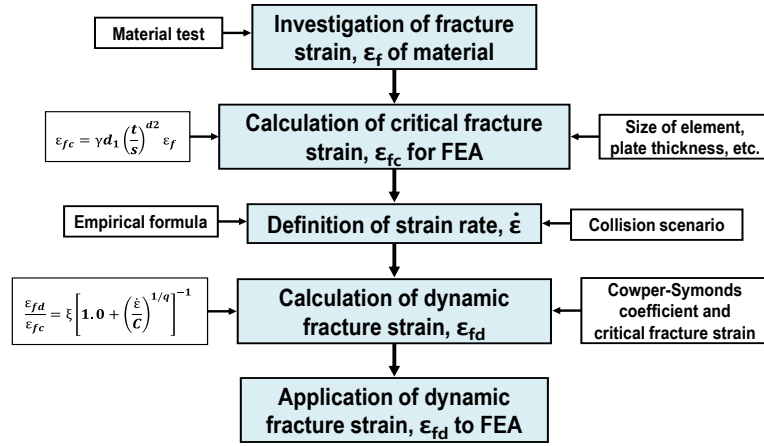 Investigation of fracture
strain, εf of material
Material test
Calculation of critical fracture
strain, εfc for FEA
εfc = γd1 (t/s)^d2 εf
Size of element,
plate thickness, etc.
Empirical formula
Definition of strain rate, ε̇
Collision scenario
εfd/εfc = ξ [1.0 + (ε̇/C)^1/q]^−1
Calculation of dynamic
fracture strain, εfd
Cowper-Symonds
coefficient and
critical fracture strain
Application of dynamic
fracture strain, εfd to FEA